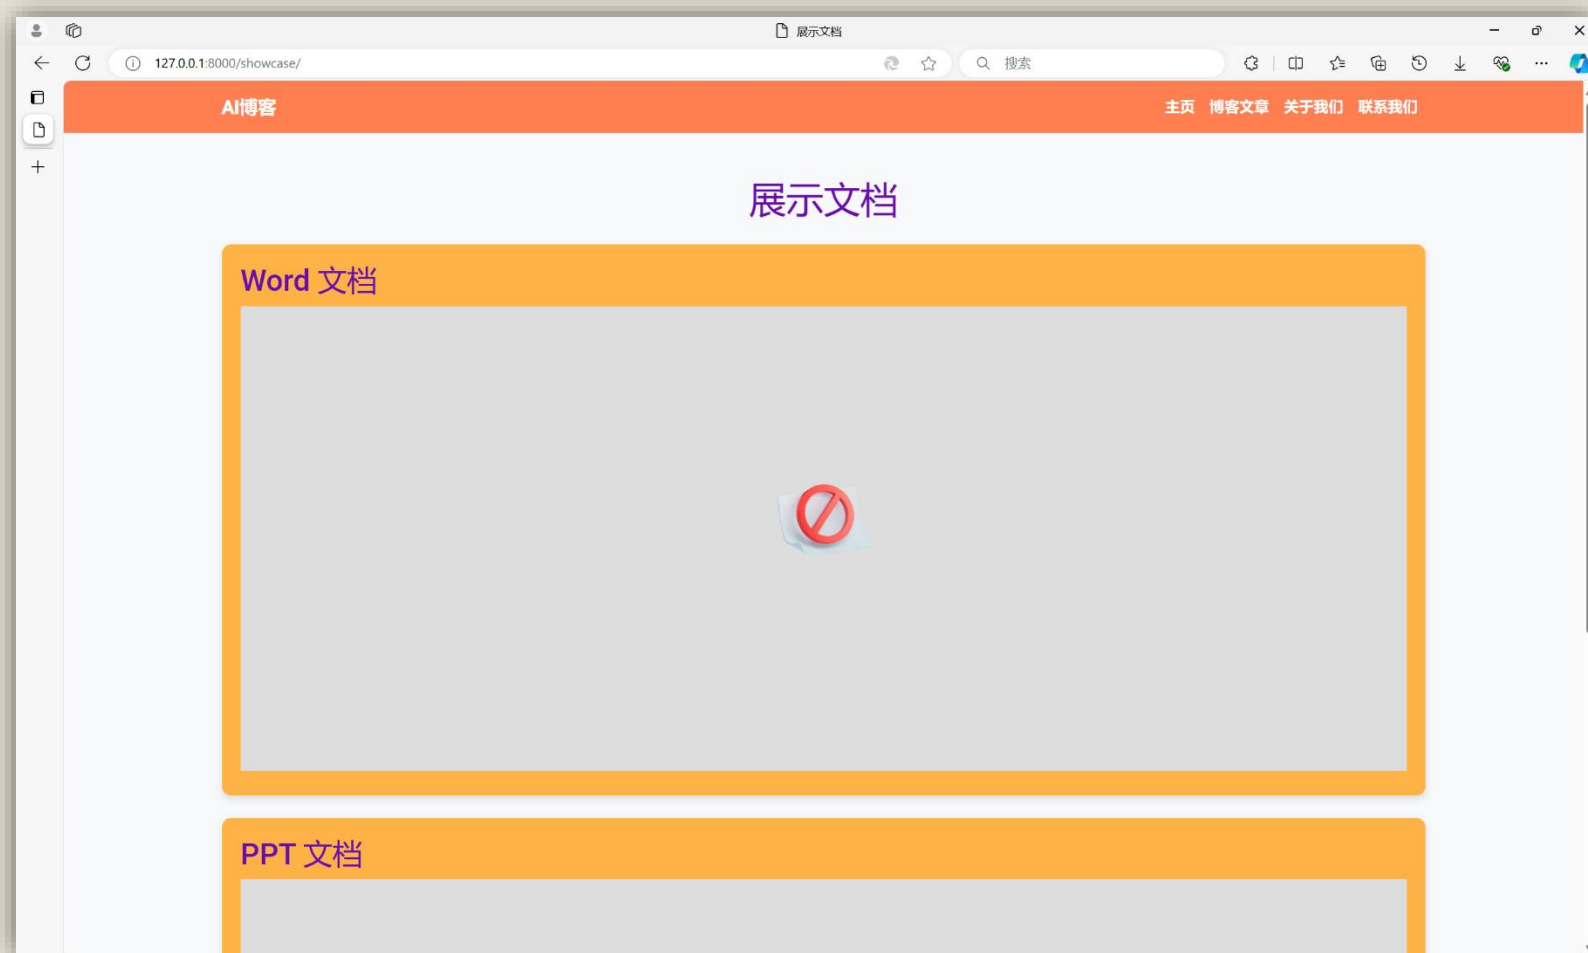 展示文档
127.0.0.1:8000/showcase/
搜索
AI博客
主页 博客文章 关于我们 联系我们
展示文档
Word 文档
PPT 文档